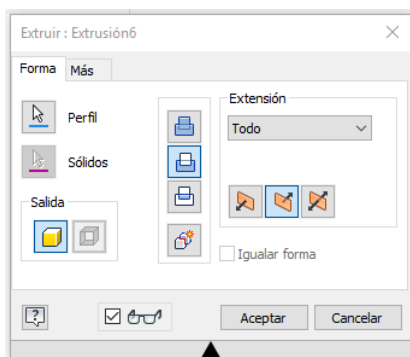 Extruir : Extrusión6
Forma Más
Perfil
Sólidos
Salida
Extensión
Todo
Igualar forma
?
Aceptar Cancelar